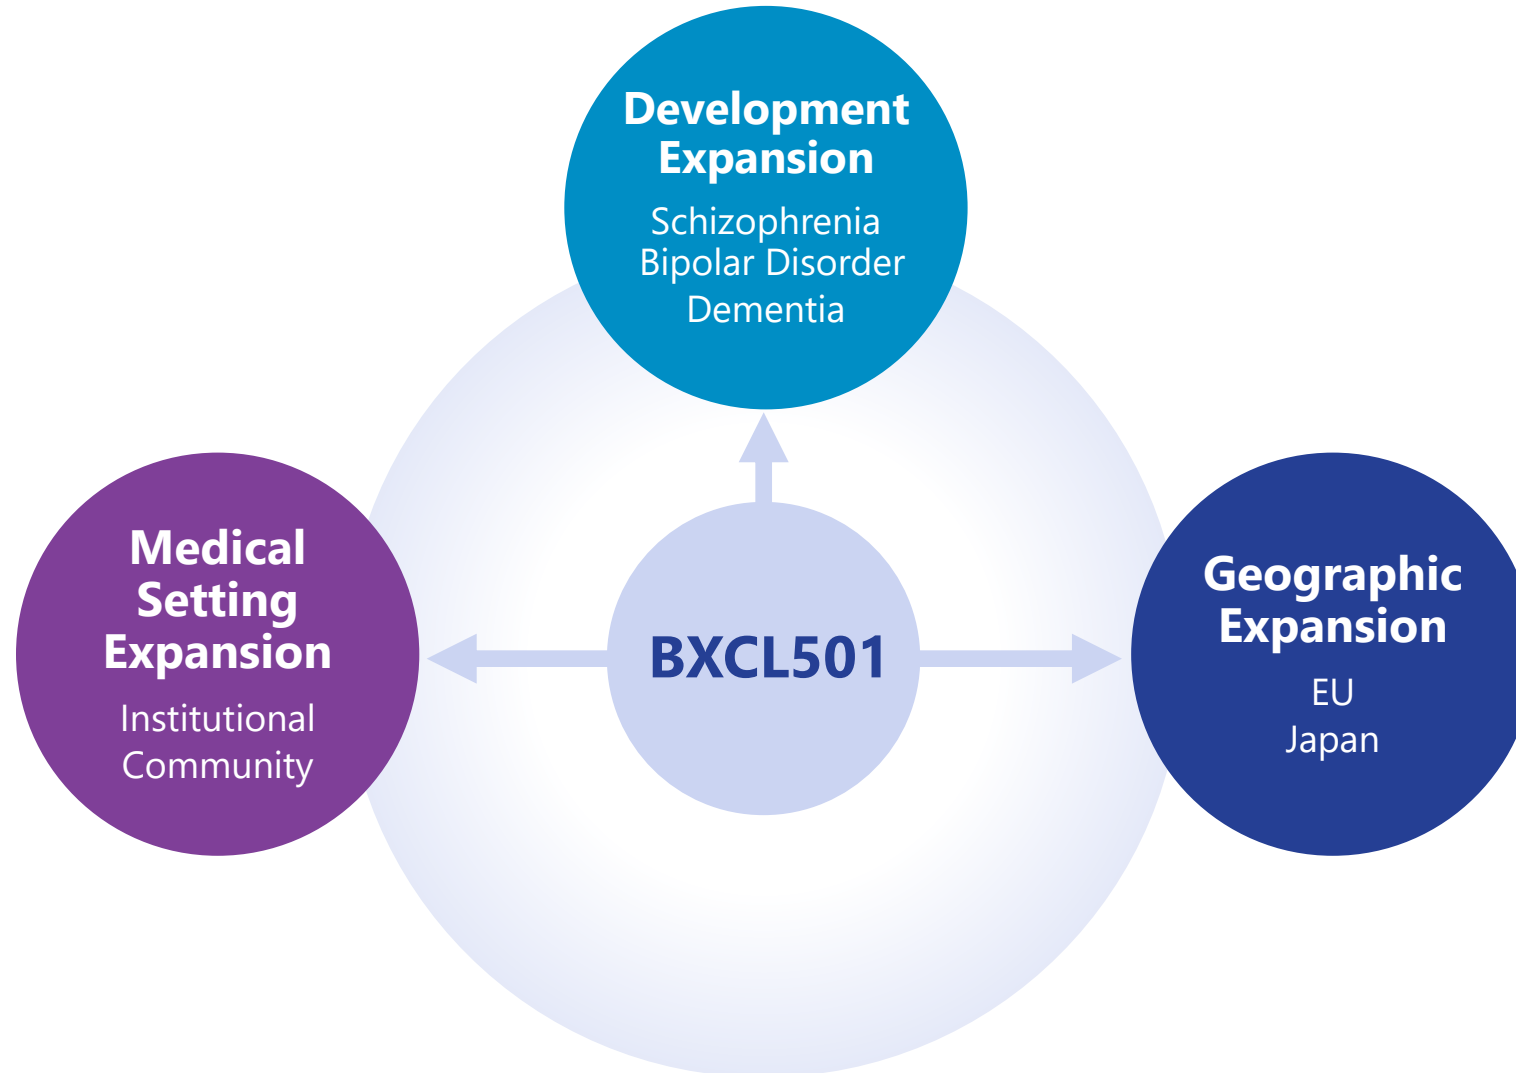 Development
Expansion
Schizophrenia
Bipolar Disorder
Dementia
Medical
Setting
Expansion
Institutional
Community
BXCL501
Geographic
Expansion
EU
Japan